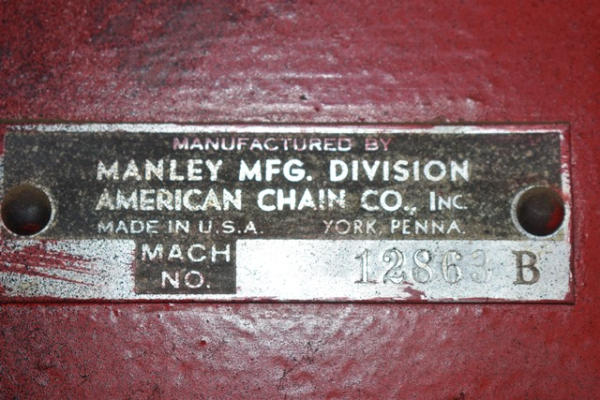 MANUFACTURED BY
MANLEY MFG. DIVISION
AMERICAN CHAIN CO., INC.
MADE IN U.S.A. YORK, PENNA.
MACH NO. 12863 B